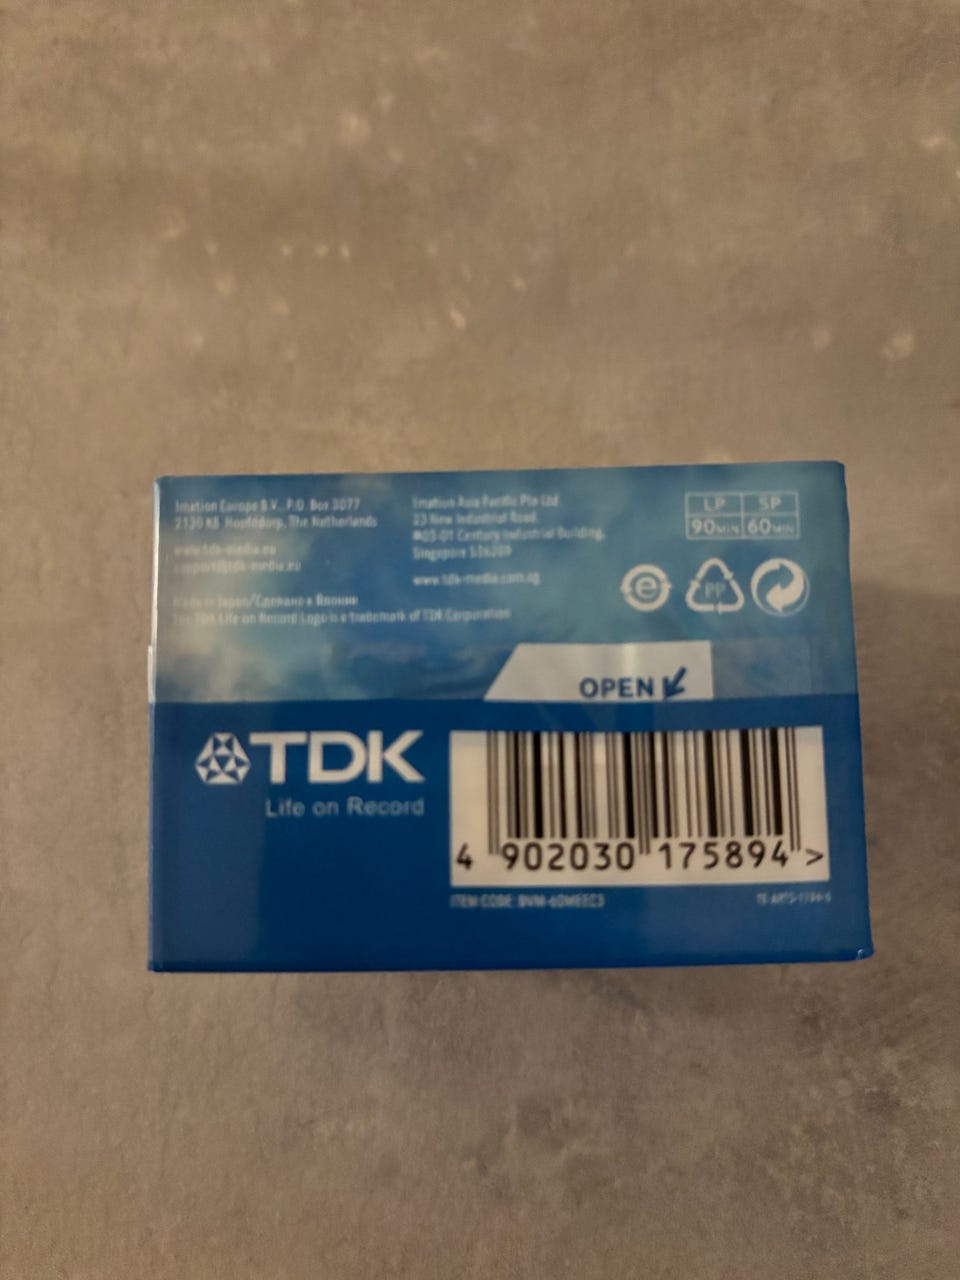 Imation Europe B.V., P.O. Box 3077
2130 KB Hoofddorp, The Netherlands
www.tdk-media.eu
support@tdk-media.eu
Made in Japan/Сделано в Японии
The TDK Life on Record Logo is a trademark of TDK Corporation
Imation Asia Pacific Pte Ltd
23 New Industrial Road,
#03-01 Century Industrial Building,
Singapore 536209
www.tdk-media.com.sg
LP SP
90MIN 60MIN
e PP
OPEN
TDK
Life on Record
4 902030 175894 >
ITEM CODE: DVM-60MEEC3